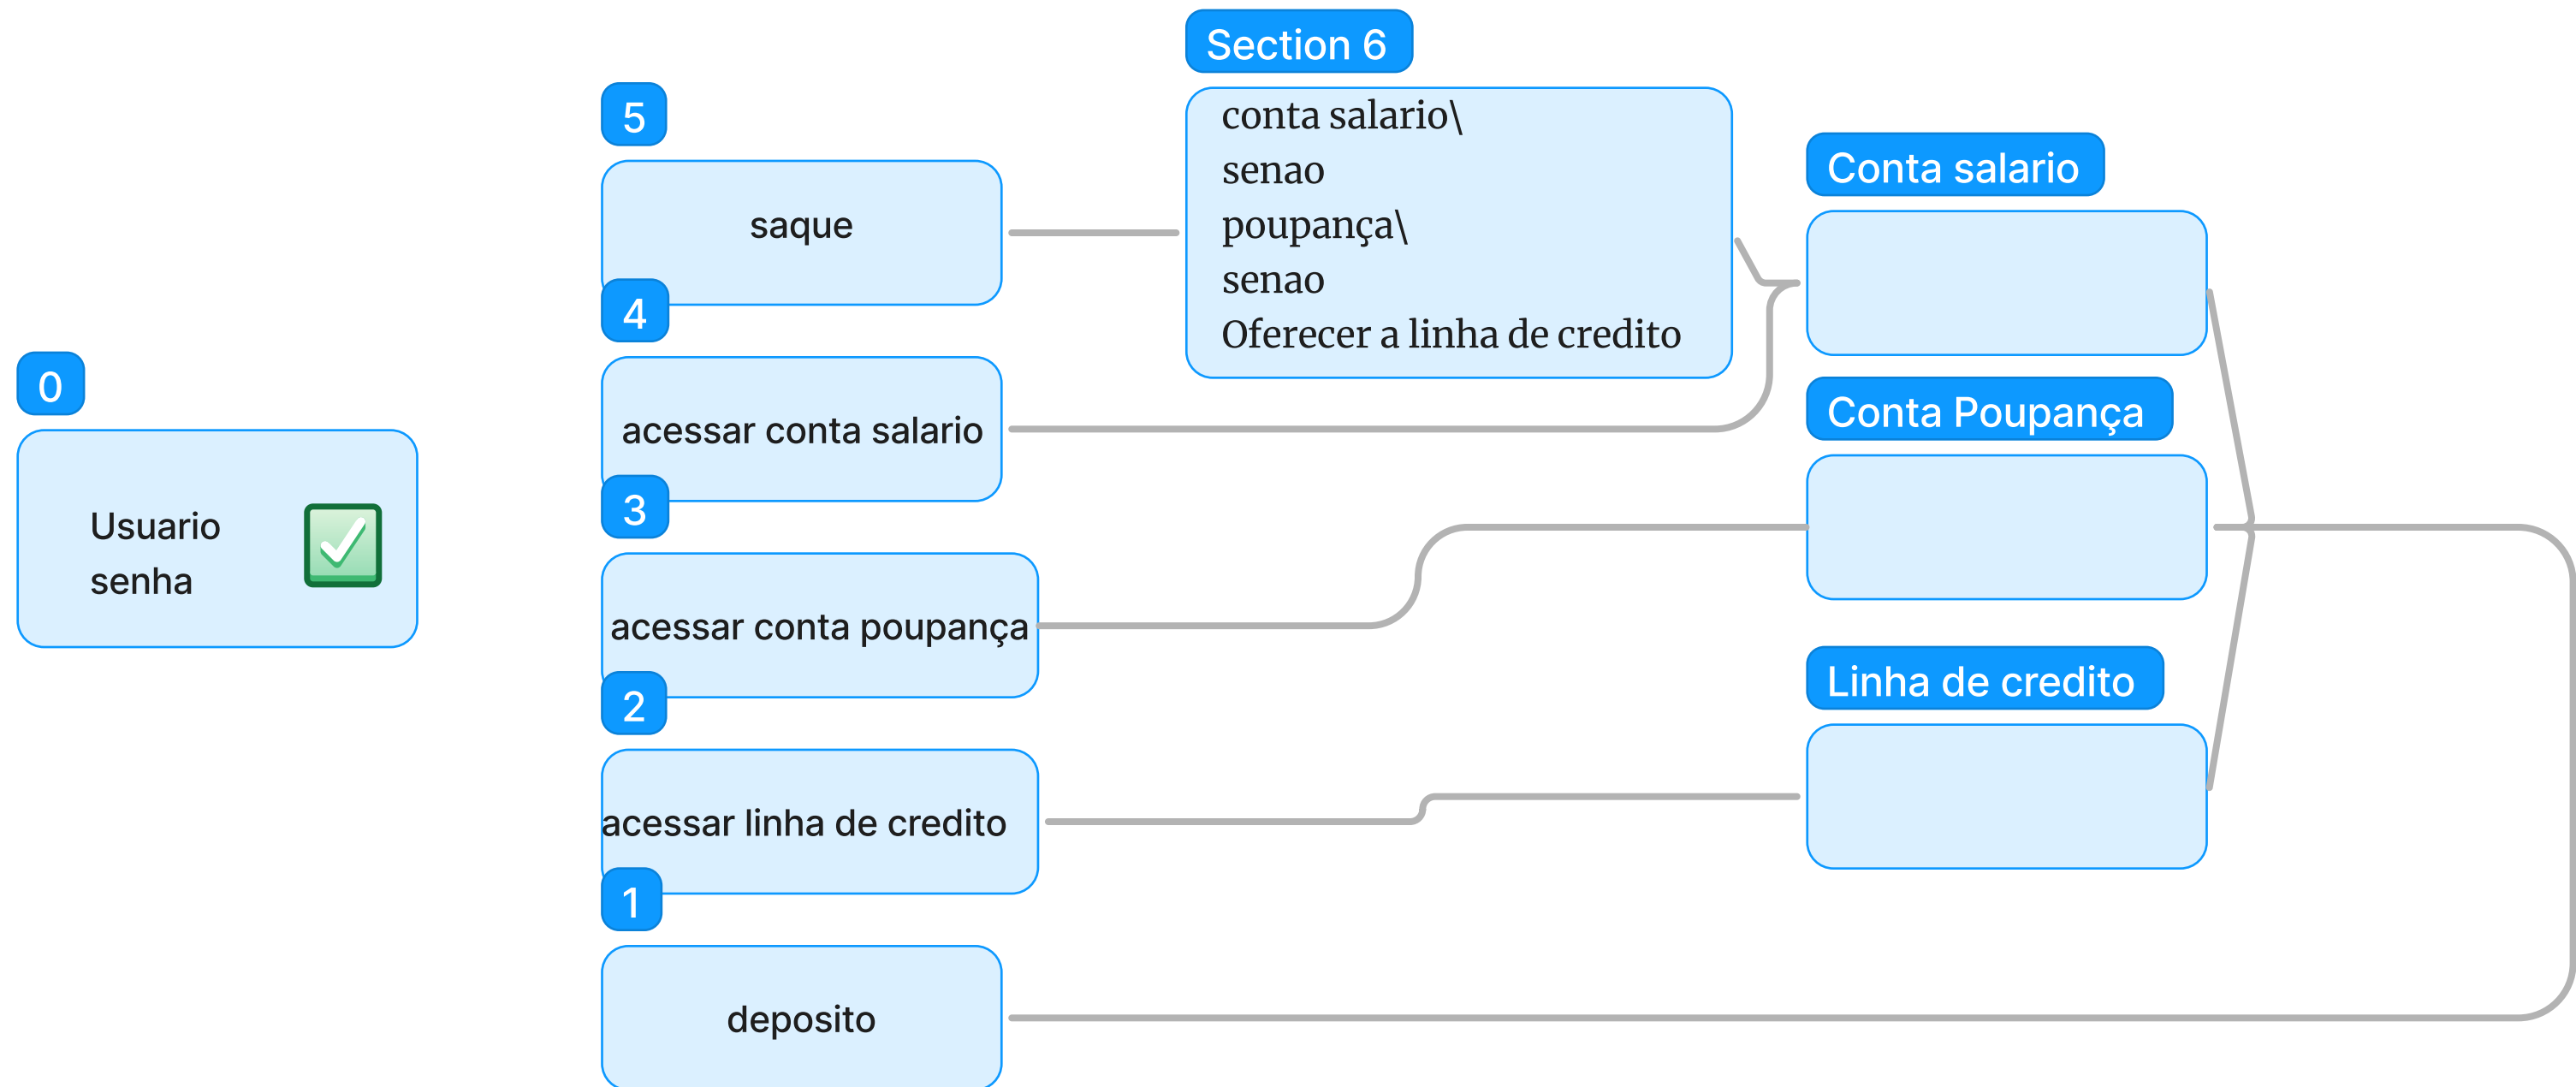 0
Usuario
senha
5
saque
4
acessar conta salario
3
acessar conta poupança
2
acessar linha de credito
1
deposito
Section 6
conta salario\
senao
poupança\
senao
Oferecer a linha de credito
Conta salario
Conta Poupança
Linha de credito